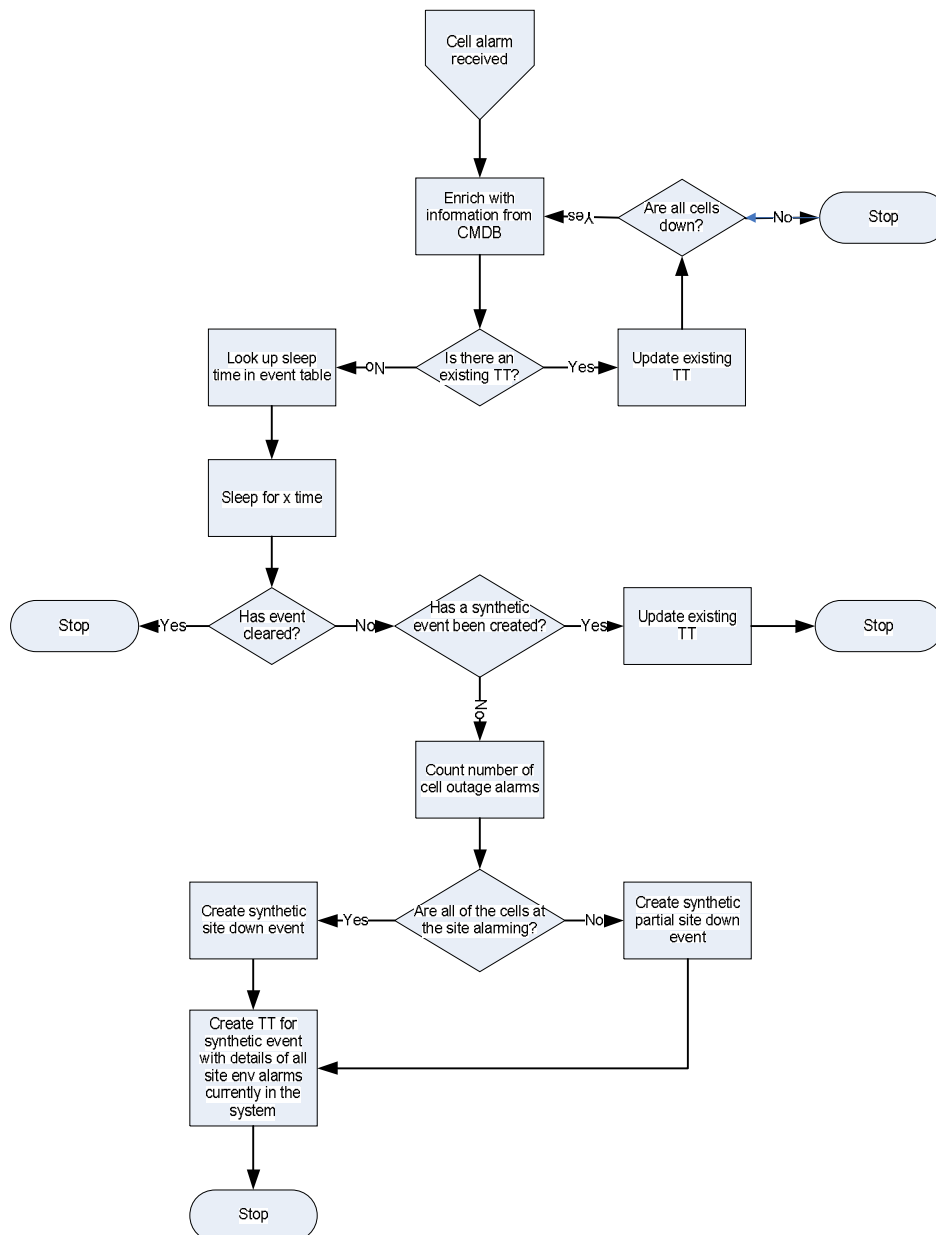 Cell alarm
received
Enrich with
information from
CMDB
Yes
Are all cells
down?
No
Stop
Look up sleep
time in event table
No
Is there an
existing TT?
Yes
Update existing
TT
Sleep for x time
Stop
Yes
Has event
cleared?
No
Has a synthetic
event been created?
Yes
Update existing
TT
Stop
No
Count number of
cell outage alarms
Create synthetic
site down event
Yes
Are all of the cells at
the site alarming?
No
Create synthetic
partial site down
event
Create TT for
synthetic event
with details of all
site env alarms
currently in the
system
Stop